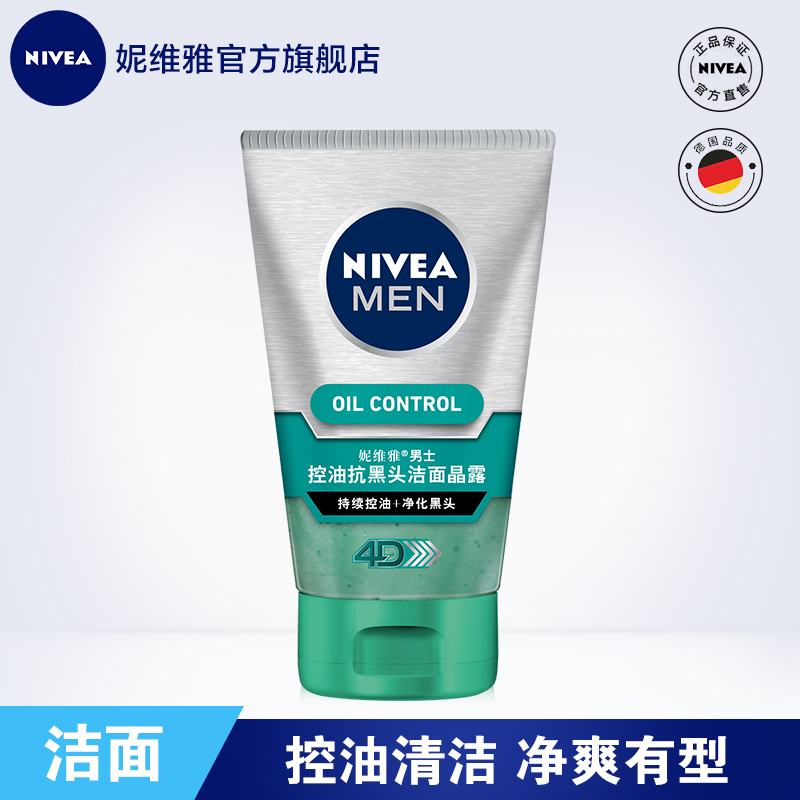 NIVEA
妮维雅官方旗舰店
正品保证
NIVEA
官方直售
德国品质
NIVEA
MEN
OIL CONTROL
妮维雅®男士
控油抗黑头洁面晶露
持续控油+净化黑头
4D
洁面
控油清洁 净爽有型